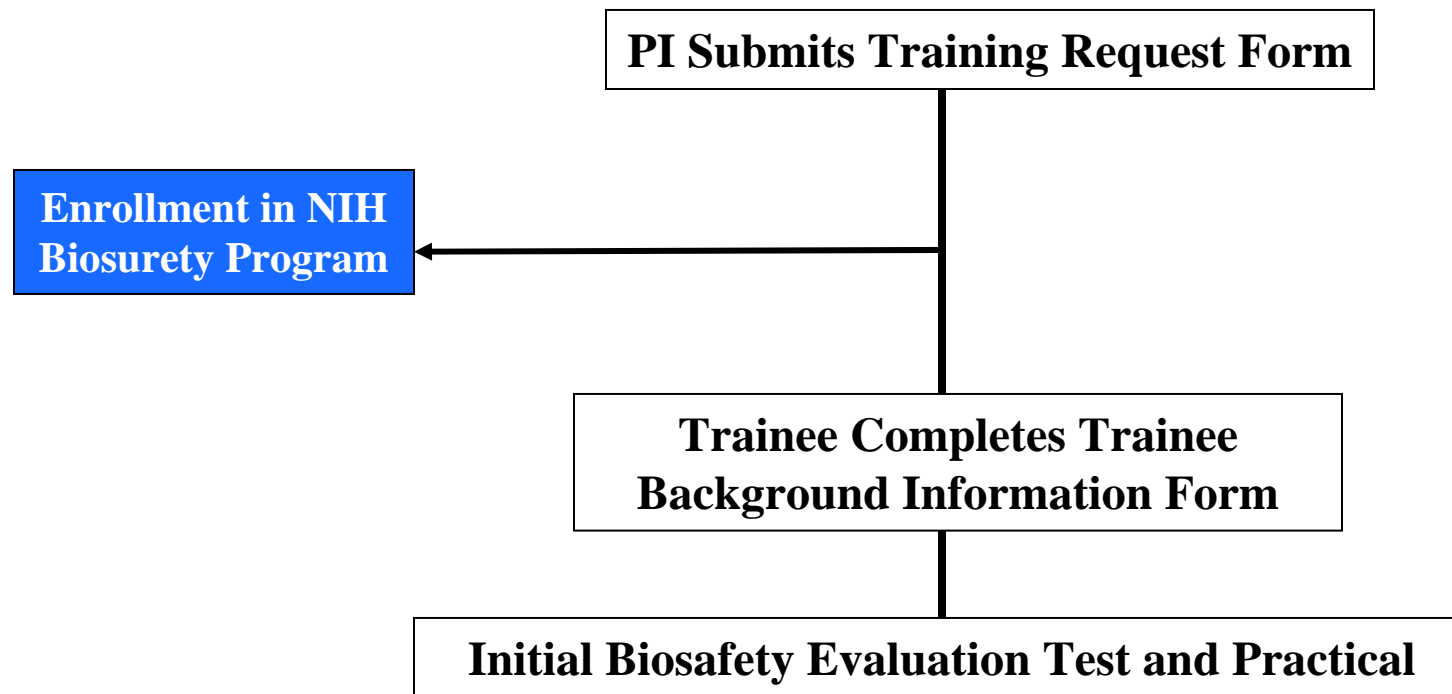 PI Submits Training Request Form
Enrollment in NIH
Biosurety Program
Trainee Completes Trainee
Background Information Form
Initial Biosafety Evaluation Test and Practical